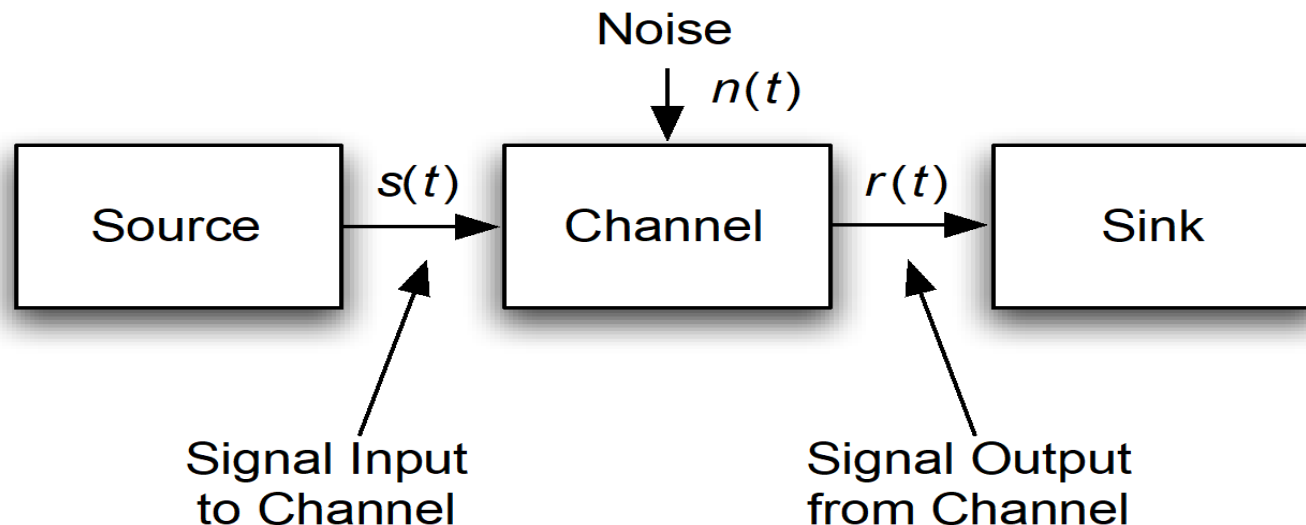 Noise
n(t)
s(t)
r(t)
Source
Channel
Sink
Signal Input
to Channel
Signal Output
from Channel